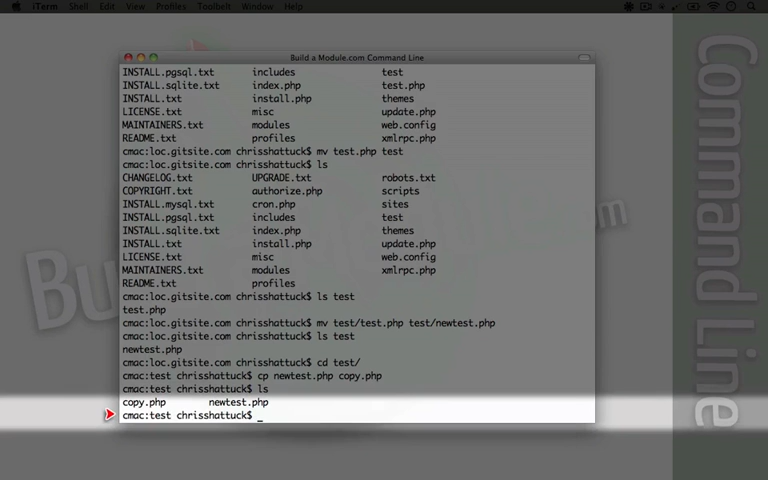 iTerm Shell Edit View Profiles Toolbelt Window Help
Build a Module.com Command Line
INSTALL.pgsql.txt includes test
INSTALL.sqlite.txt index.php test.php
INSTALL.txt install.php themes
LICENSE.txt misc update.php
MAINTAINERS.txt modules web.config
README.txt profiles xmlrpc.php
cmac:loc.gitsite.com chrisshattuck$ mv test.php test
cmac:loc.gitsite.com chrisshattuck$ ls
CHANGELOG.txt UPGRADE.txt robots.txt
COPYRIGHT.txt authorize.php scripts
INSTALL.mysql.txt cron.php sites
INSTALL.pgsql.txt includes test
INSTALL.sqlite.txt index.php themes
INSTALL.txt install.php update.php
LICENSE.txt misc web.config
MAINTAINERS.txt modules xmlrpc.php
README.txt profiles
cmac:loc.gitsite.com chrisshattuck$ ls test
test.php
cmac:loc.gitsite.com chrisshattuck$ mv test/test.php test/newtest.php
cmac:loc.gitsite.com chrisshattuck$ ls test
newtest.php
cmac:loc.gitsite.com chrisshattuck$ cd test/
cmac:test chrisshattuck$ cp newtest.php copy.php
cmac:test chrisshattuck$ ls
copy.php newtest.php
cmac:test chrisshattuck$ _
Command Line